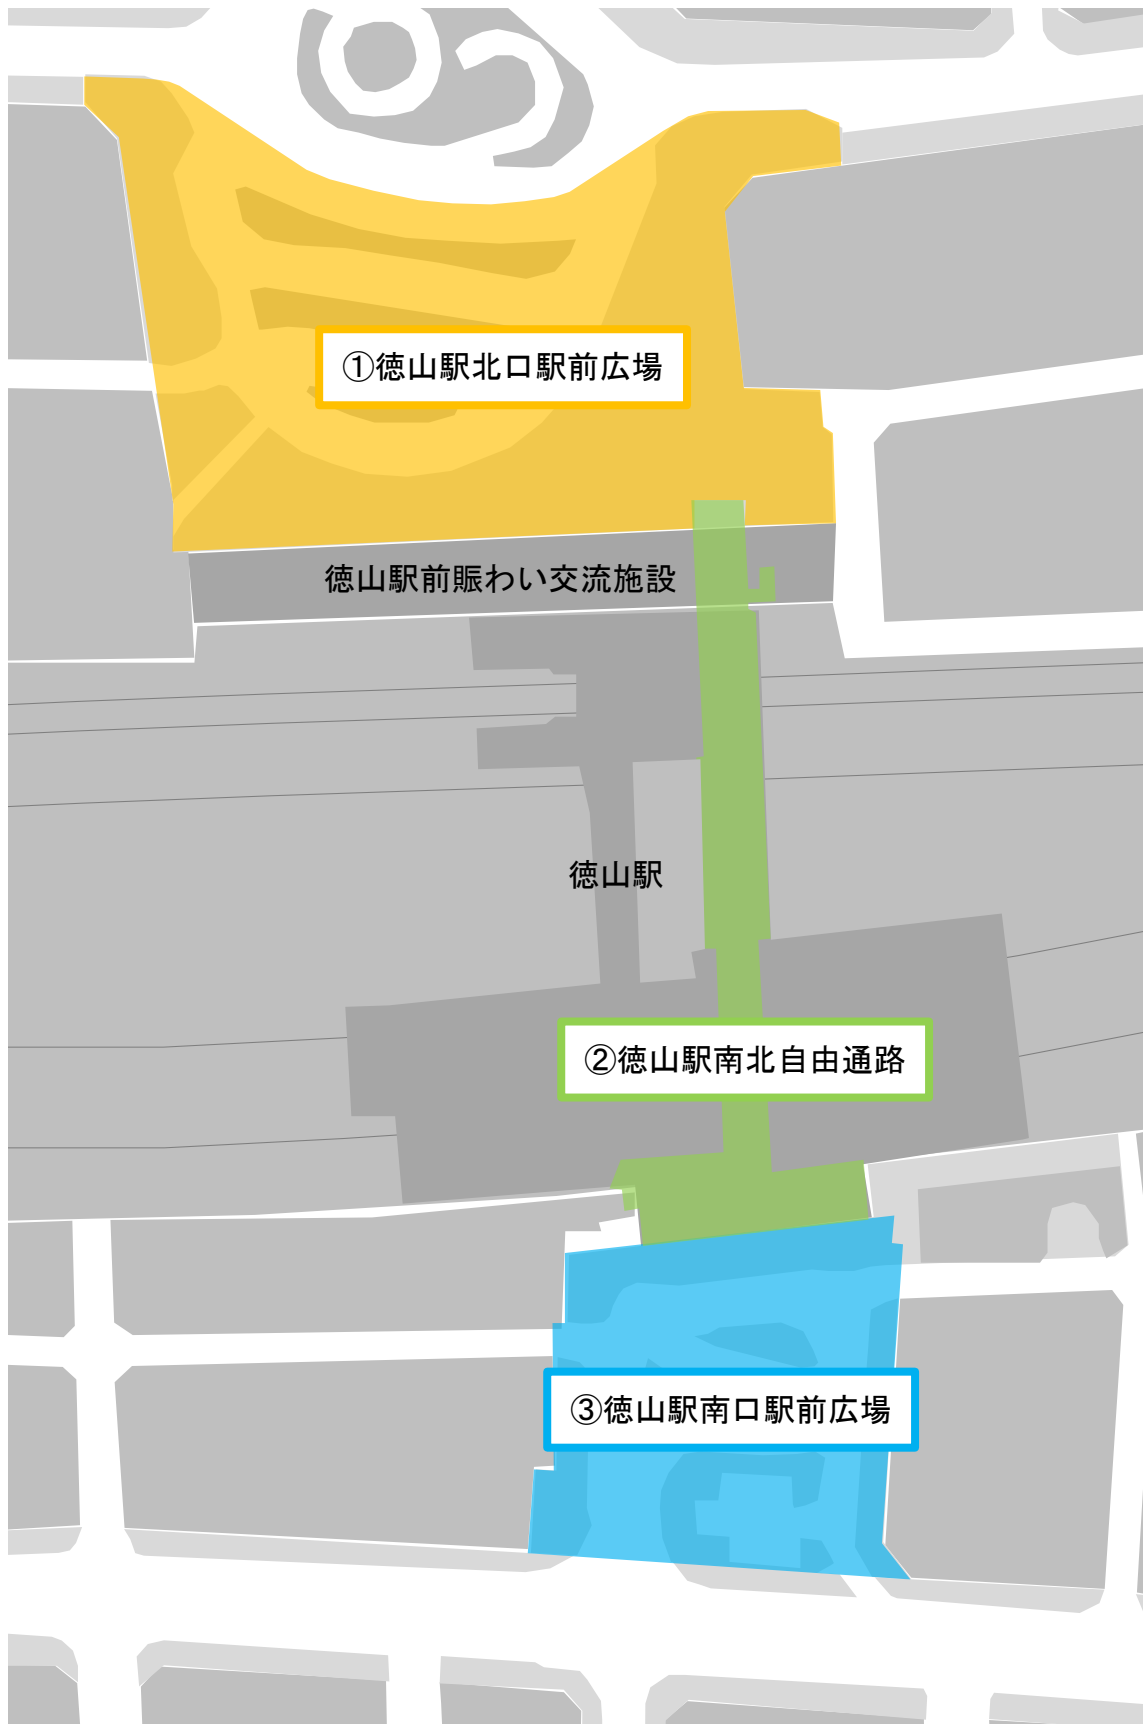 ①徳山駅北口駅前広場
徳山駅前賑わい交流施設
徳山駅
②徳山駅南北自由通路
③徳山駅南口駅前広場